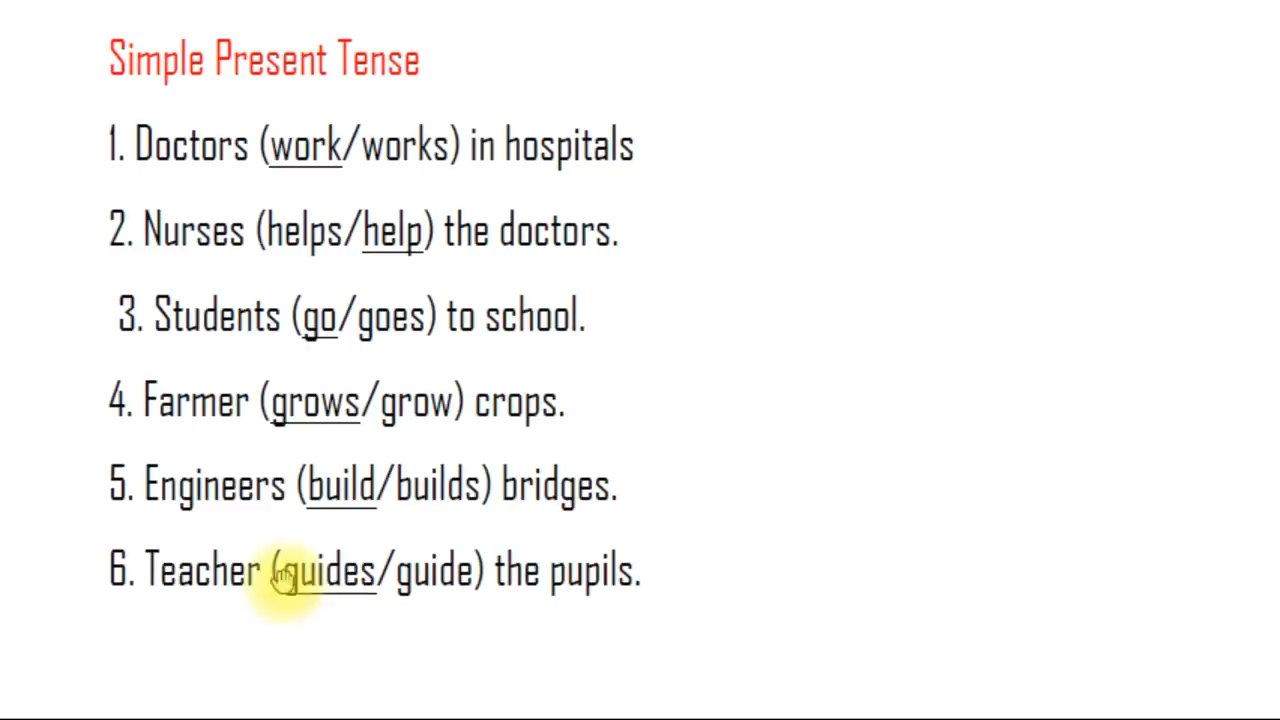 Simple Present Tense
1. Doctors (work/works) in hospitals
2. Nurses (helps/help) the doctors.
3. Students (go/goes) to school.
4. Farmer (grows/grow) crops.
5. Engineers (build/builds) bridges.
6. Teacher (guides/guide) the pupils.